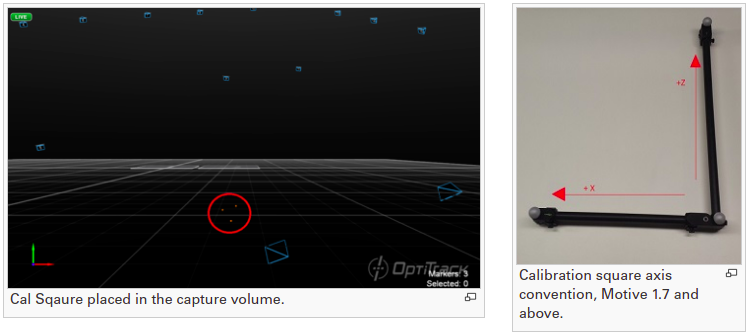 LIVE
OptiTrack
Markers: 3
Selected: 0
Cal Sqaure placed in the capture volume.
+Z
+ X
Calibration square axis
convention, Motive 1.7 and
above.